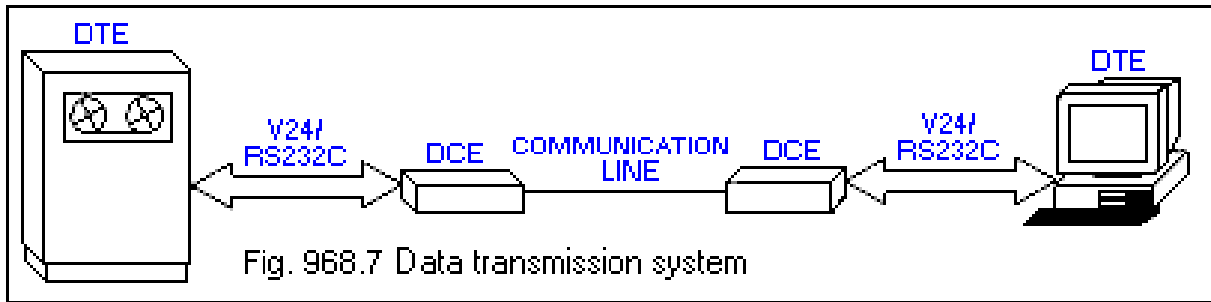 DTE
DTE
V24/
RS232C
DCE
COMMUNICATION
LINE
DCE
V24/
RS232C
Fig. 968.7 Data transmission system